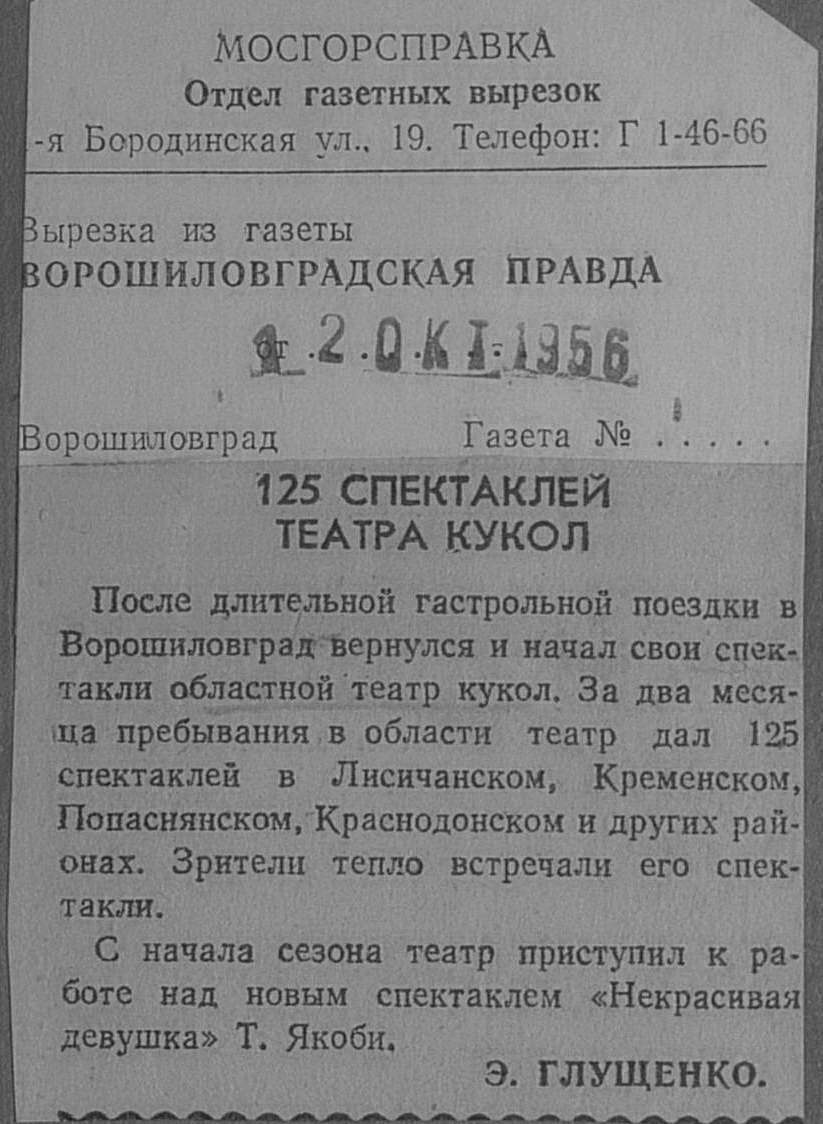 МОСГОРСПРАВКА
Отдел газетных вырезок
-я Бородинская ул., 19. Телефон: Г 1-46-66
Вырезка из газеты
ВОРОШИЛОВГРАДСКАЯ ПРАВДА
от 2 ОКТ 1956
Ворошиловград Газета № . . . . .
125 СПЕКТАКЛЕЙ
ТЕАТРА КУКОЛ
После длительной гастрольной поездки в
Ворошиловград вернулся и начал свои спек-
такли областной театр кукол. За два меся-
ца пребывания в области театр дал 125
спектаклей в Лисичанском, Кременском,
Попаснянском, Краснодонском и других рай-
онах. Зрители тепло встречали его спек-
такли.
С начала сезона театр приступил к ра-
боте над новым спектаклем «Некрасивая
девушка» Т. Якоби.
Э. ГЛУЩЕНКО.